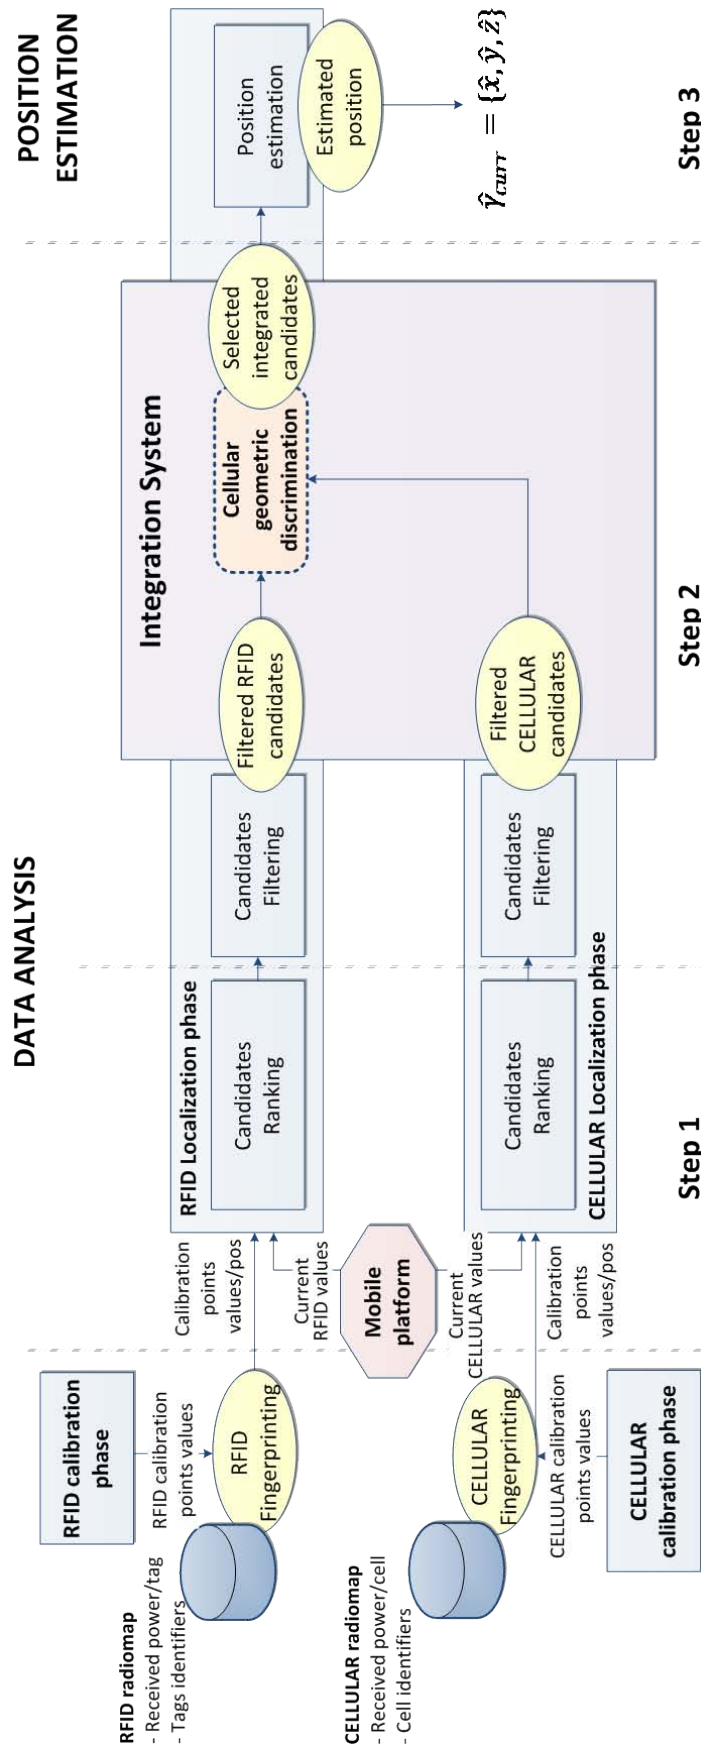 DATA ANALYSIS
POSITION
ESTIMATION
RFID calibration
phase
RFID calibration
points values
RFID radiomap
- Received power/tag
- Tags identifiers
RFID
Fingerprinting
Calibration
points
values/pos
Current
RFID values
RFID Localization phase
Candidates
Ranking
Candidates
Filtering
Filtered RFID
candidates
Integration System
Cellular
geometric
discrimination
Selected
integrated
candidates
Position
estimation
Estimated
position
γ̂curr = {x̂, ŷ, ẑ}
Mobile
platform
CELLULAR radiomap
- Received power/cell
- Cell identifiers
CELLULAR
Fingerprinting
Current
CELLULAR values
Calibration
points
values/pos
CELLULAR calibration
points values
CELLULAR
calibration phase
Candidates
Ranking
Candidates
Filtering
CELLULAR Localization phase
Filtered
CELLULAR
candidates
Step 1
Step 2
Step 3